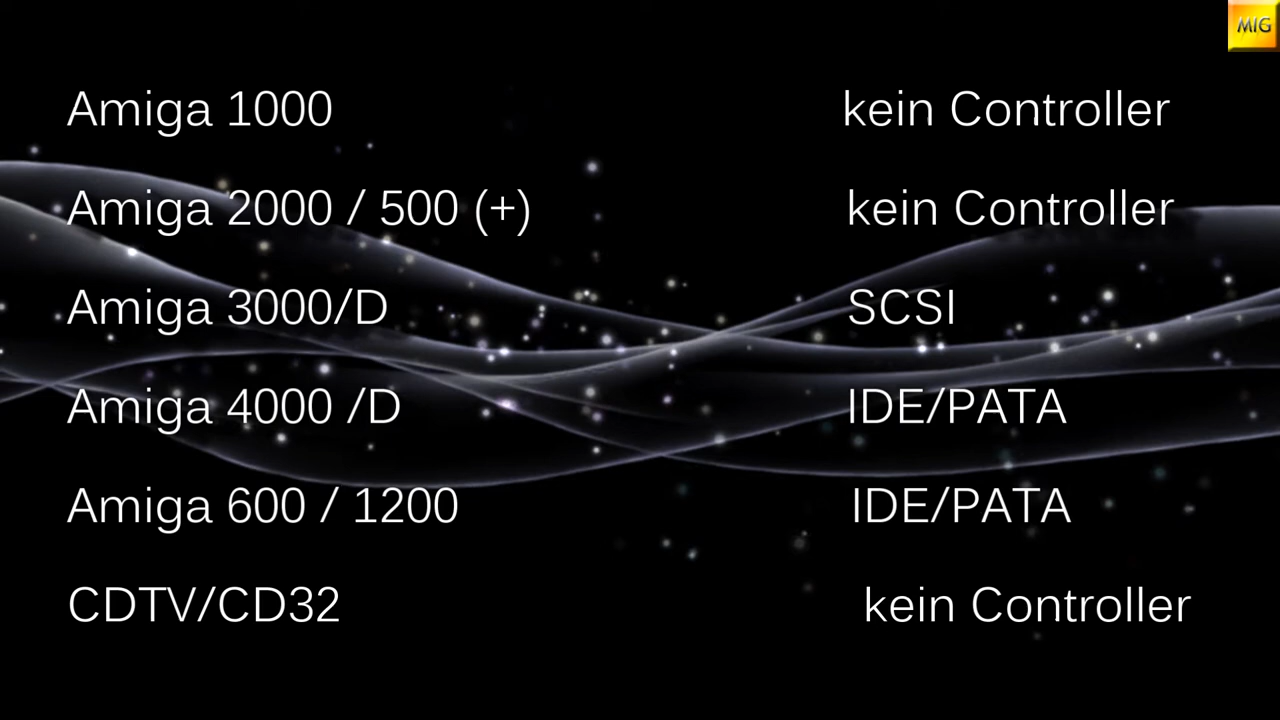 MIG
Amiga 1000 kein Controller
Amiga 2000 / 500 (+) kein Controller
Amiga 3000/D SCSI
Amiga 4000 /D IDE/PATA
Amiga 600 / 1200 IDE/PATA
CDTV/CD32 kein Controller